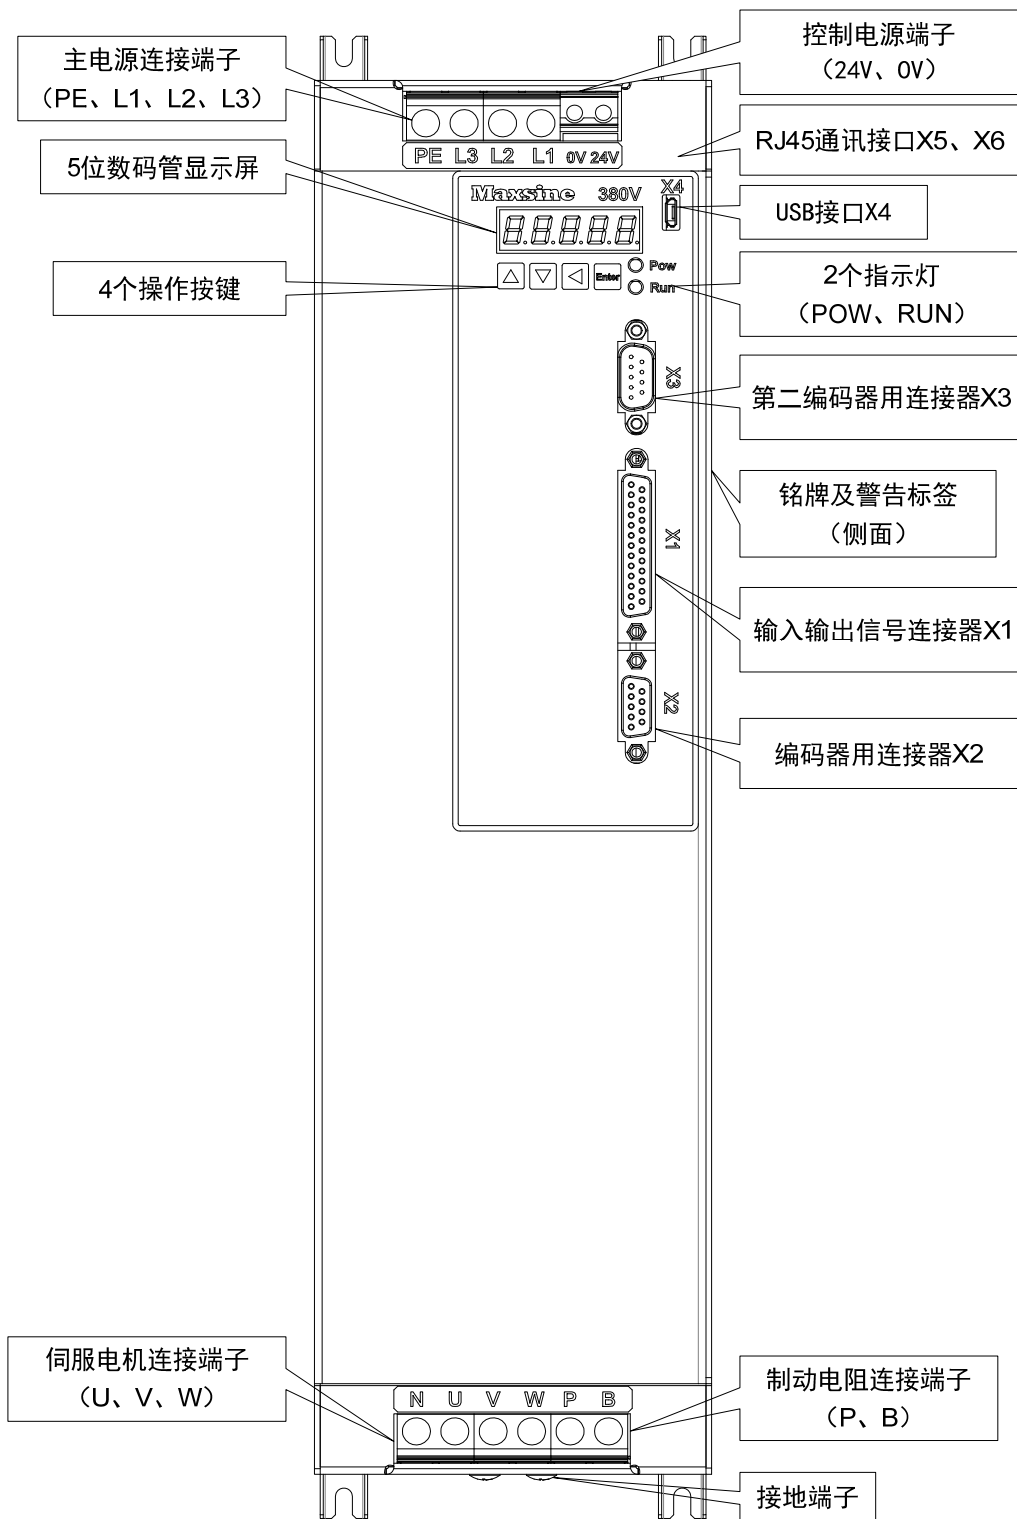 控制电源端子
（24V、0V）
主电源连接端子
（PE、L1、L2、L3）
RJ45通讯接口X5、X6
PE L3 L2 L1 0V 24V
5位数码管显示屏
Maxsine 380V X4
USB接口X4
8.8.8.8.8.
Pow
4个操作按键
Enter
Run
2个指示灯
（POW、RUN）
X3
第二编码器用连接器X3
铭牌及警告标签
（侧面）
X1
输入输出信号连接器X1
X2
编码器用连接器X2
伺服电机连接端子
（U、V、W）
制动电阻连接端子
（P、B）
N U V W P B
接地端子